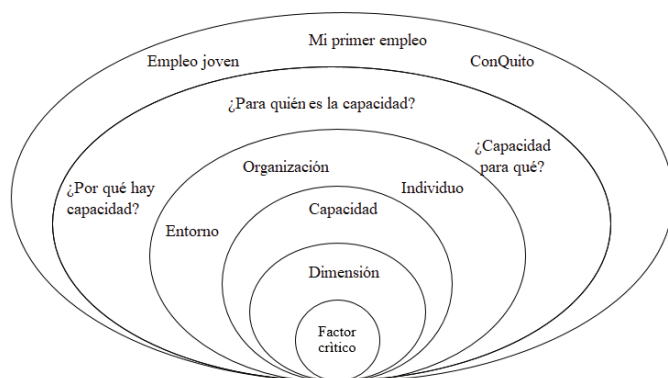 Mi primer empleo
Empleo joven
ConQuito
¿Para quién es la capacidad?
¿Capacidad
para qué?
¿Por qué hay
capacidad?
Organización
Individuo
Entorno
Capacidad
Dimensión
Factor
crìtico